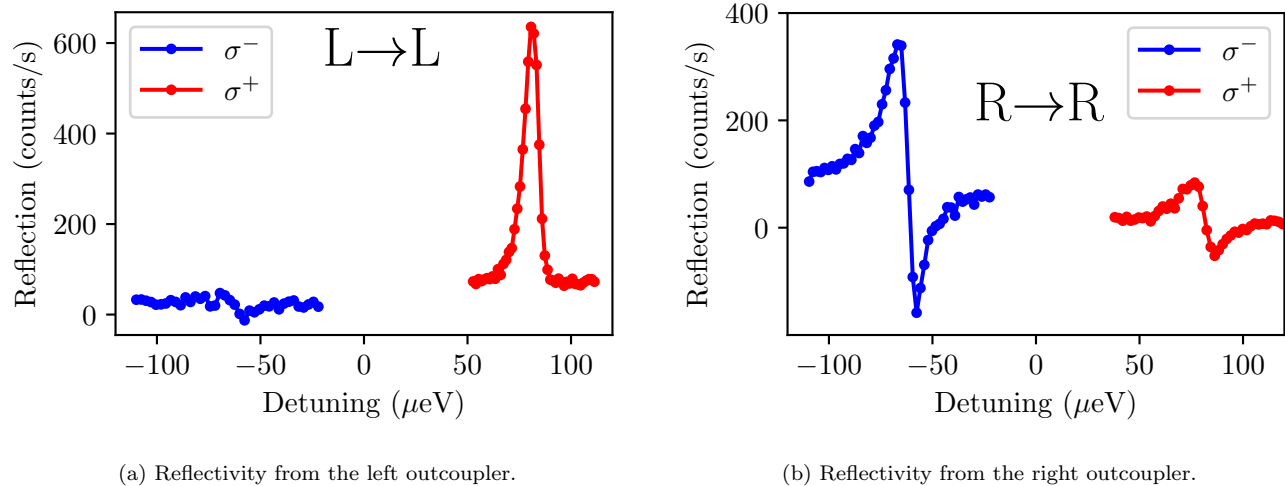 Reflection (counts/s)
600
400
200
0
σ⁻
σ⁺
L→L
−100
−50
0
50
100
Detuning (μeV)
(a) Reflectivity from the left outcoupler.
Reflection (counts/s)
400
200
0
R→R
σ⁻
σ⁺
−100
−50
0
50
100
Detuning (μeV)
(b) Reflectivity from the right outcoupler.